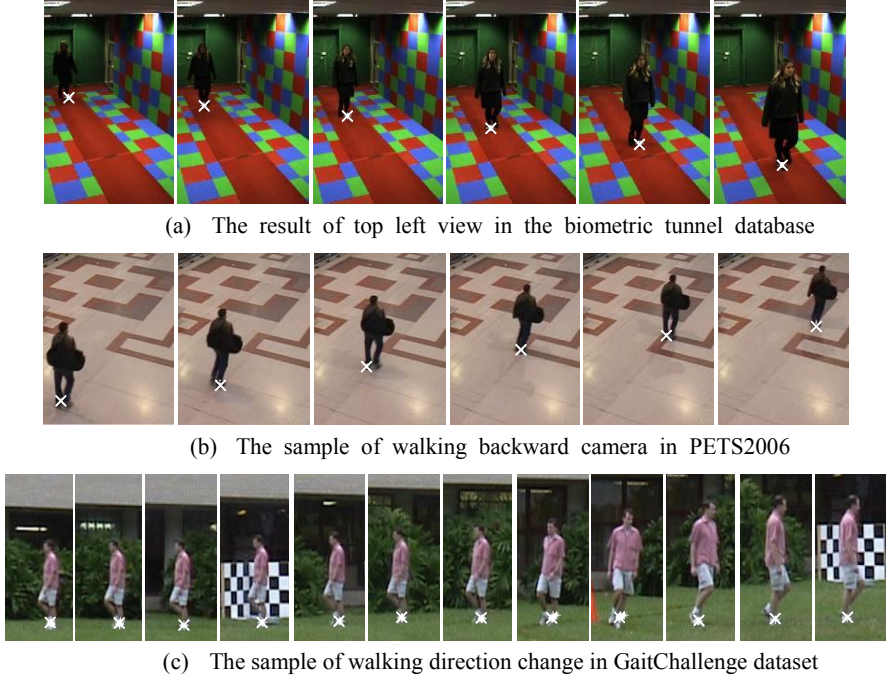 (a) The result of top left view in the biometric tunnel database
(b) The sample of walking backward camera in PETS2006
(c) The sample of walking direction change in GaitChallenge dataset